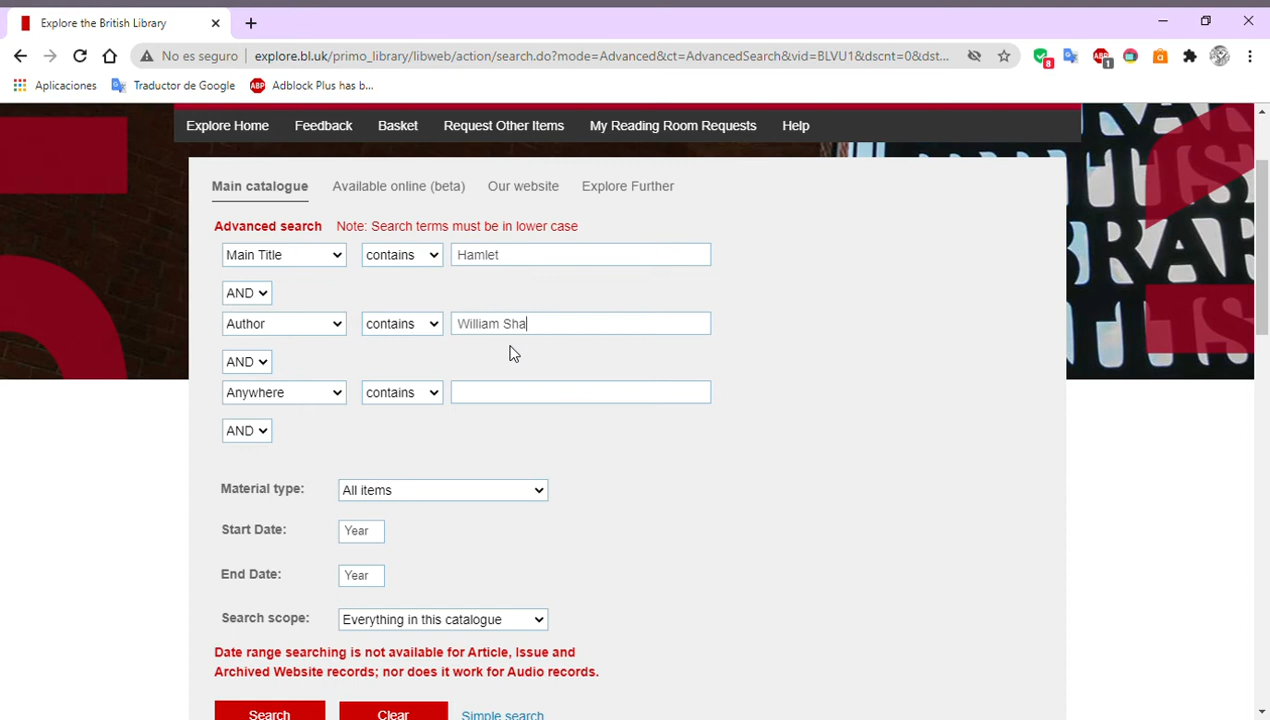 Explore the British Library
No es seguro explore.bl.uk/primo_library/libweb/action/search.do?mode=Advanced&ct=AdvancedSearch&vid=BLVU1&dscnt=0&dst...
8
1
Aplicaciones Traductor de Google ABP Adblock Plus has b...
Explore Home Feedback Basket Request Other Items My Reading Room Requests Help
Main catalogue Available online (beta) Our website Explore Further
Advanced search Note: Search terms must be in lower case
Main Title contains Hamlet
AND
Author contains William Sha
AND
Anywhere contains
AND
Material type: All items
Start Date: Year
End Date: Year
Search scope: Everything in this catalogue
Date range searching is not available for Article, Issue and
Archived Website records; nor does it work for Audio records.
Search Clear Simple search